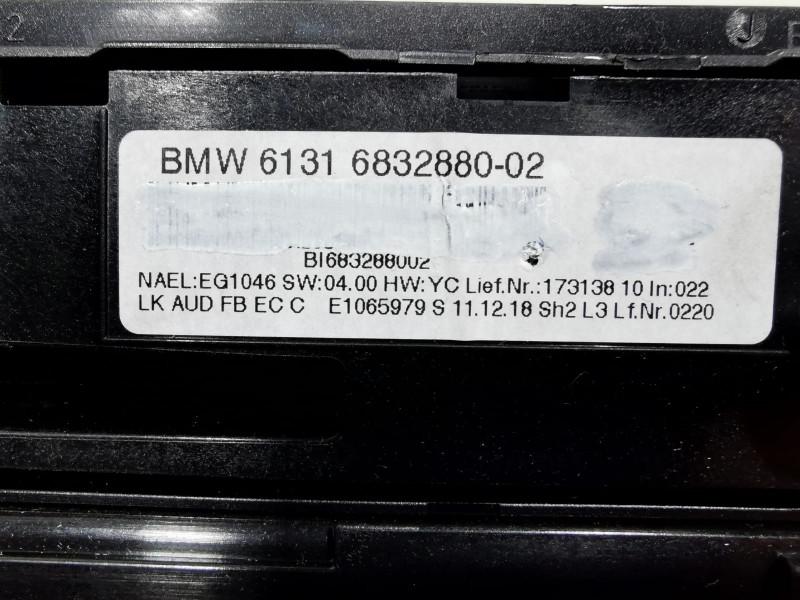 2
J
BMW 6131 6832880-02
BI683288002
NAEL:EG1046 SW:04.00 HW: YC Lief.Nr.:173138 10 In:022
LK AUD FB EC C E1065979 S 11.12.18 Sh2 L3 Lf.Nr.0220